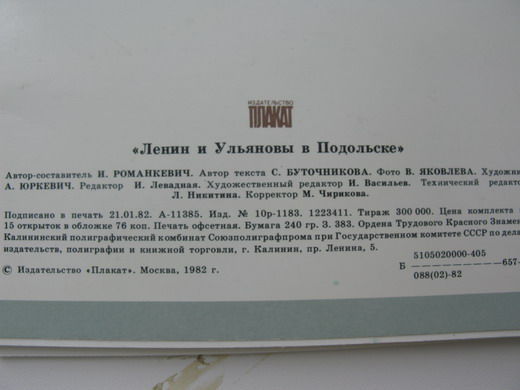 ИЗДАТЕЛЬСТВО
ПЛАКАТ
«Ленин и Ульяновы в Подольске»
Автор-составитель И. РОМАНКЕВИЧ. Автор текста С. БУТОЧНИКОВА. Фото В. ЯКОВЛЕВА. Художни
А. ЮРКЕВИЧ. Редактор И. Левадная. Художественный редактор И. Васильев. Технический редакто
Л. Никитина. Корректор М. Чирикова.
Подписано в печать 21.01.82. А-11385. Изд. № 10р-1183. 1223411. Тираж 300 000. Цена комплекта
15 открыток в обложке 76 коп. Печать офсетная. Бумага 240 гр. З. 383. Ордена Трудового Красного Знаме
Калининский полиграфический комбинат Союзполиграфпрома при Государственном комитете СССР по дела
издательств, полиграфии и книжной торговли, г. Калинин, пр. Ленина, 5.
5105020000-405
© Издательство «Плакат». Москва, 1982 г.
Б ———————— 657-
088(02)-82